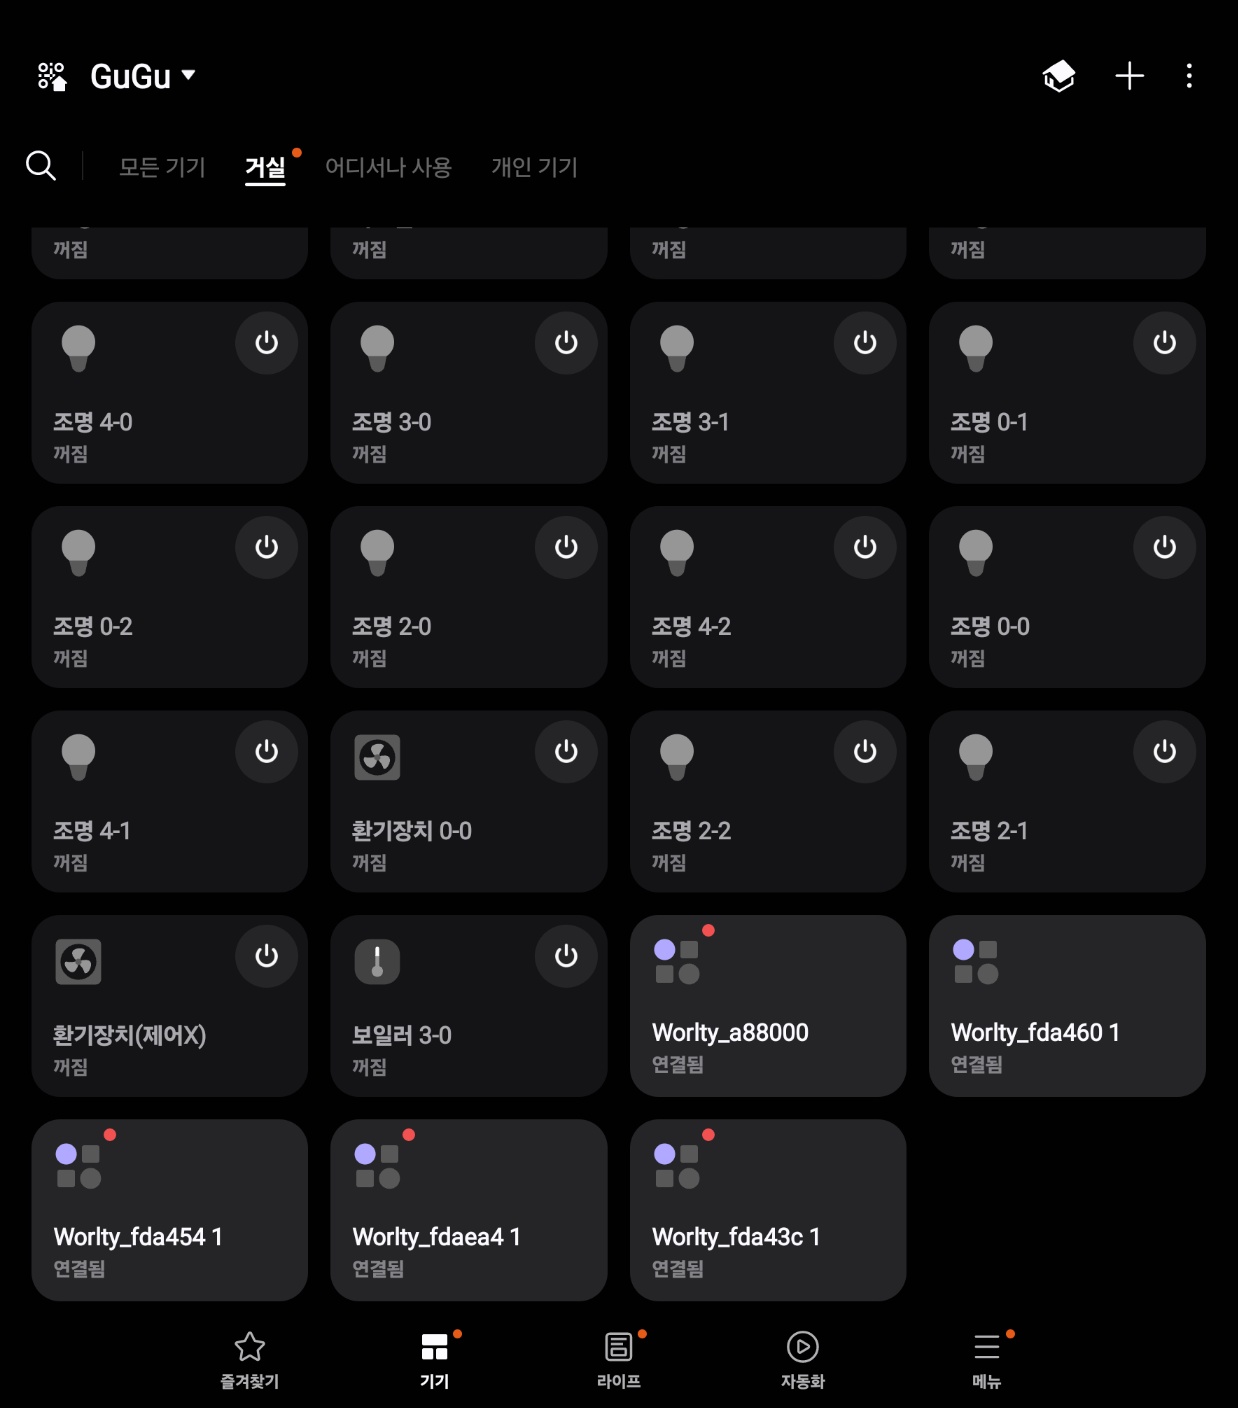 GuGu
모든 기기 거실 어디서나 사용 개인 기기
꺼짐 꺼짐 꺼짐 꺼짐
조명 4-0 조명 3-0 조명 3-1 조명 0-1
꺼짐 꺼짐 꺼짐 꺼짐
조명 0-2 조명 2-0 조명 4-2 조명 0-0
꺼짐 꺼짐 꺼짐 꺼짐
조명 4-1 환기장치 0-0 조명 2-2 조명 2-1
꺼짐 꺼짐 꺼짐 꺼짐
환기장치(제어X) 보일러 3-0 Worlty_a88000 Worlty_fda460 1
꺼짐 꺼짐 연결됨 연결됨
Worlty_fda454 1 Worlty_fdaea4 1 Worlty_fda43c 1
연결됨 연결됨 연결됨
즐겨찾기 기기 라이프 자동화 메뉴